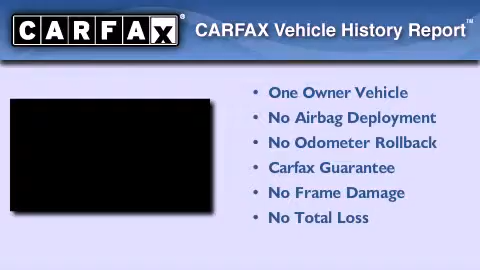 CARFAX® CARFAX Vehicle History Report™
• One Owner Vehicle
• No Airbag Deployment
• No Odometer Rollback
• Carfax Guarantee
• No Frame Damage
• No Total Loss